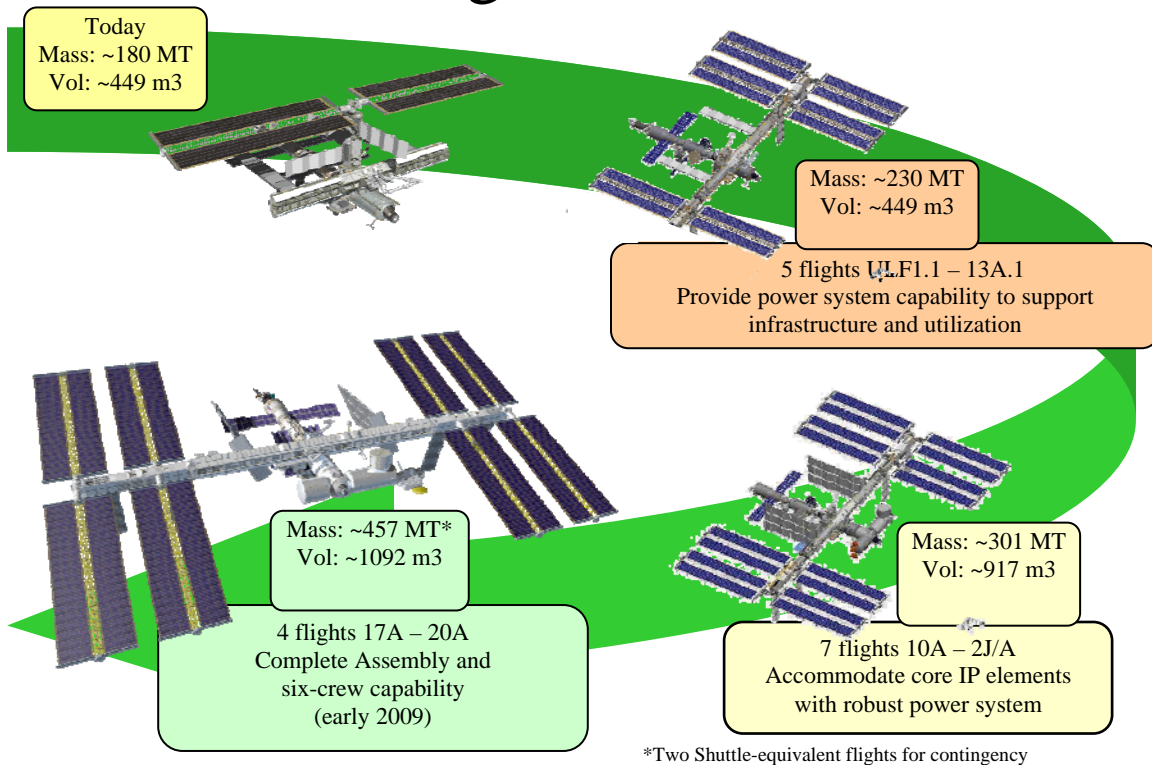 Today
Mass: ~180 MT
Vol: ~449 m3
Mass: ~230 MT
Vol: ~449 m3
5 flights ULF1.1 – 13A.1
Provide power system capability to support
infrastructure and utilization
Mass: ~301 MT
Vol: ~917 m3
7 flights 10A – 2J/A
Accommodate core IP elements
with robust power system
Mass: ~457 MT*
Vol: ~1092 m3
4 flights 17A – 20A
Complete Assembly and
six-crew capability
(early 2009)
*Two Shuttle-equivalent flights for contingency